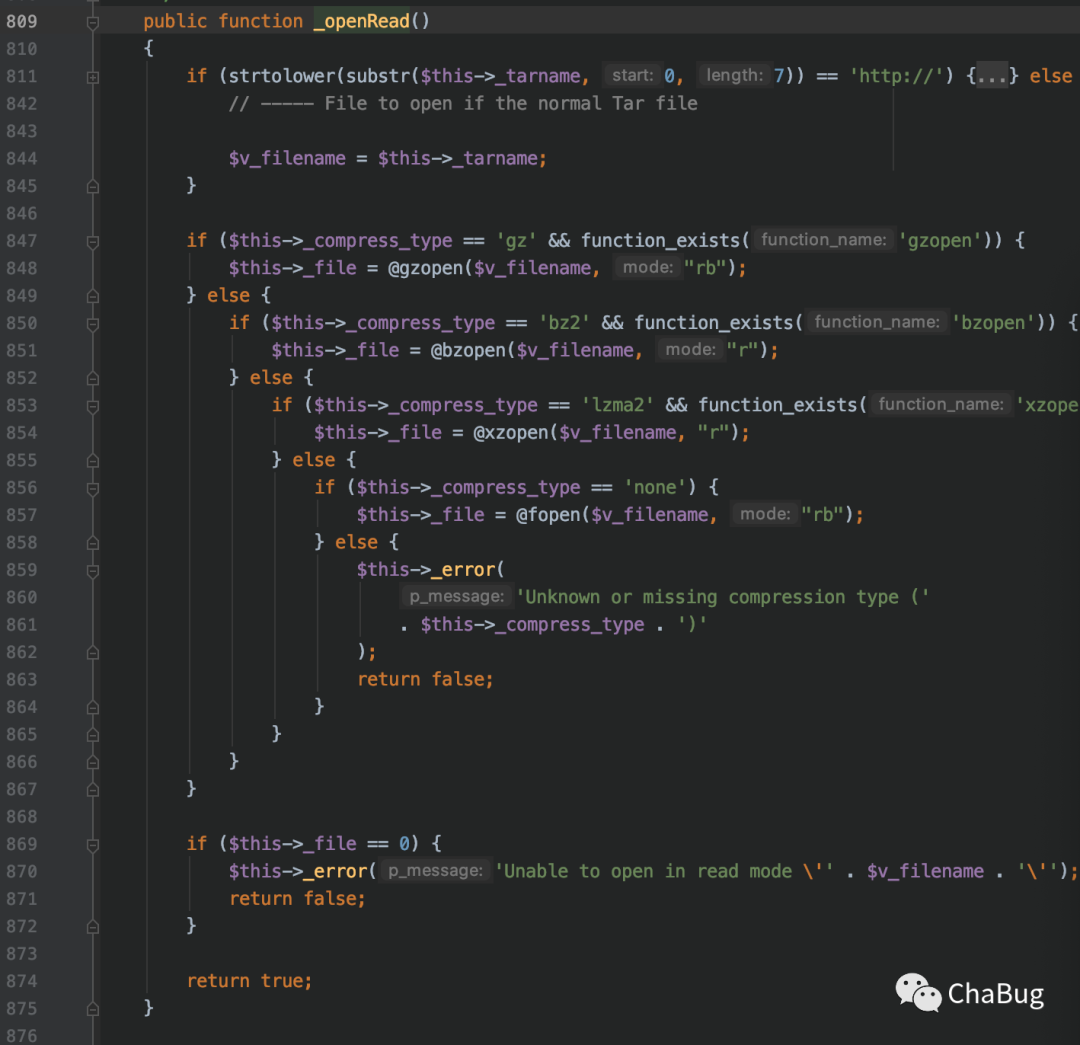 809 public function _openRead()
810 {
811 if (strtolower(substr($this->_tarname, start: 0, length: 7)) == 'http://') {...} else
842 // ----- File to open if the normal Tar file
843
844 $v_filename = $this->_tarname;
845 }
846
847 if ($this->_compress_type == 'gz' && function_exists( function_name: 'gzopen')) {
848 $this->_file = @gzopen($v_filename, mode: "rb");
849 } else {
850 if ($this->_compress_type == 'bz2' && function_exists( function_name: 'bzopen')) {
851 $this->_file = @bzopen($v_filename, mode: "r");
852 } else {
853 if ($this->_compress_type == 'lzma2' && function_exists( function_name: 'xzope
854 $this->_file = @xzopen($v_filename, "r");
855 } else {
856 if ($this->_compress_type == 'none') {
857 $this->_file = @fopen($v_filename, mode: "rb");
858 } else {
859 $this->_error(
860 p_message: 'Unknown or missing compression type ('
861 . $this->_compress_type . ')'
862 );
863 return false;
864 }
865 }
866 }
867 }
868
869 if ($this->_file == 0) {
870 $this->_error( p_message: 'Unable to open in read mode \'' . $v_filename . '\'');
871 return false;
872 }
873
874 return true;
875 }
876
ChaBug